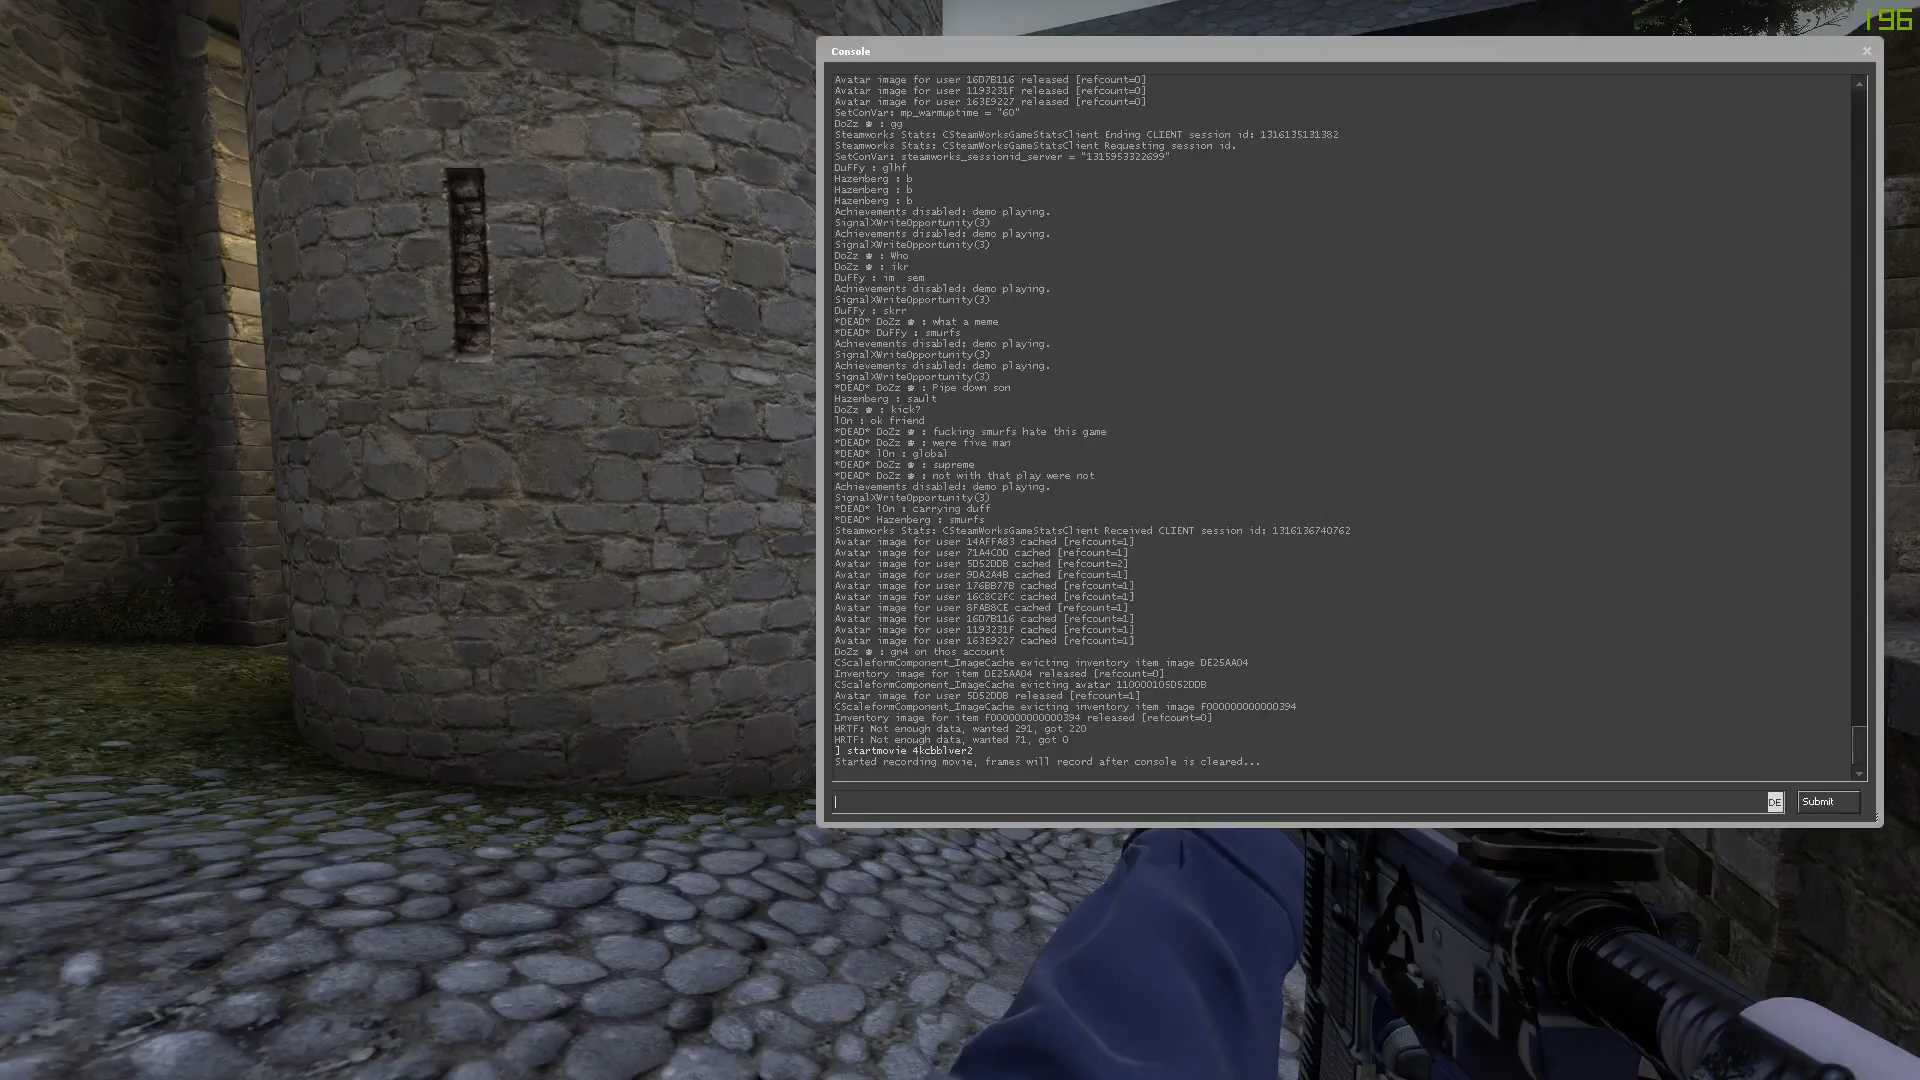 196
Console
Avatar image for user 16D7B116 released [refcount=0]
Avatar image for user 1193231F released [refcount=0]
Avatar image for user 163E9227 released [refcount=0]
SetConVar: mp_warmuptime = "60"
DoZz ♚ : gg
Steamworks Stats: CSteamWorksGameStatsClient Ending CLIENT session id: 1316135131382
Steamworks Stats: CSteamWorksGameStatsClient Requesting session id.
SetConVar: steamworks_sessionid_server = "1315953322699"
DuFFy : glhf
Hazenberg : b
Hazenberg : b
Hazenberg : b
Achievements disabled: demo playing.
SignalXWriteOpportunity(3)
Achievements disabled: demo playing.
SignalXWriteOpportunity(3)
DoZz ♚ : Who
DoZz ♚ : ikr
DuFFy : im sem
Achievements disabled: demo playing.
SignalXWriteOpportunity(3)
DuFFy : skrr
*DEAD* DoZz ♚ : what a meme
*DEAD* DuFFy : smurfs
Achievements disabled: demo playing.
SignalXWriteOpportunity(3)
Achievements disabled: demo playing.
SignalXWriteOpportunity(3)
*DEAD* DoZz ♚ : Pipe down son
Hazenberg : sault
DoZz ♚ : kick?
l0n : ok friend
*DEAD* DoZz ♚ : fucking smurfs hate this game
*DEAD* DoZz ♚ : were five man
*DEAD* l0n : global
*DEAD* DoZz ♚ : supreme
*DEAD* DoZz ♚ : not with that play were not
Achievements disabled: demo playing.
SignalXWriteOpportunity(3)
*DEAD* l0n : carrying duff
*DEAD* Hazenberg : smurfs
Steamworks Stats: CSteamWorksGameStatsClient Received CLIENT session id: 1316136740762
Avatar image for user 14AFFA83 cached [refcount=1]
Avatar image for user 71A4C0D cached [refcount=1]
Avatar image for user 5D52DDB cached [refcount=2]
Avatar image for user 9DA2A4B cached [refcount=1]
Avatar image for user 176BB77B cached [refcount=1]
Avatar image for user 16C8C2FC cached [refcount=1]
Avatar image for user 8FAB8CE cached [refcount=1]
Avatar image for user 16D7B116 cached [refcount=1]
Avatar image for user 1193231F cached [refcount=1]
Avatar image for user 163E9227 cached [refcount=1]
DoZz ♚ : gn4 on thos account
CScaleformComponent_ImageCache evicting inventory item image DE25AA04
Inventory image for item DE25AA04 released [refcount=0]
CScaleformComponent_ImageCache evicting avatar 110000105D52DDB
Avatar image for user 5D52DDB released [refcount=1]
CScaleformComponent_ImageCache evicting inventory item image F000000000000394
Inventory image for item F000000000000394 released [refcount=0]
HRTF: Not enough data, wanted 291, got 220
HRTF: Not enough data, wanted 71, got 0
] startmovie 4kcbblver2
Started recording movie, frames will record after console is cleared...
DE
Submit